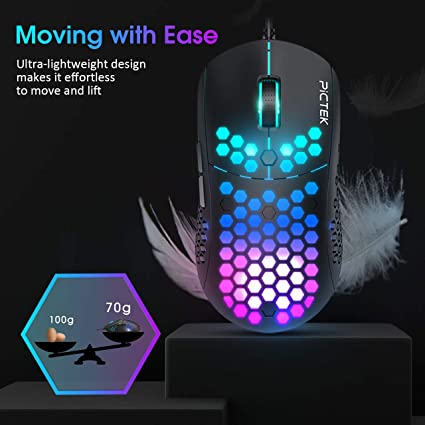 Moving with Ease
Ultra-lightweight design
makes it effortless
to move and lift
PICTEK
100g
70g